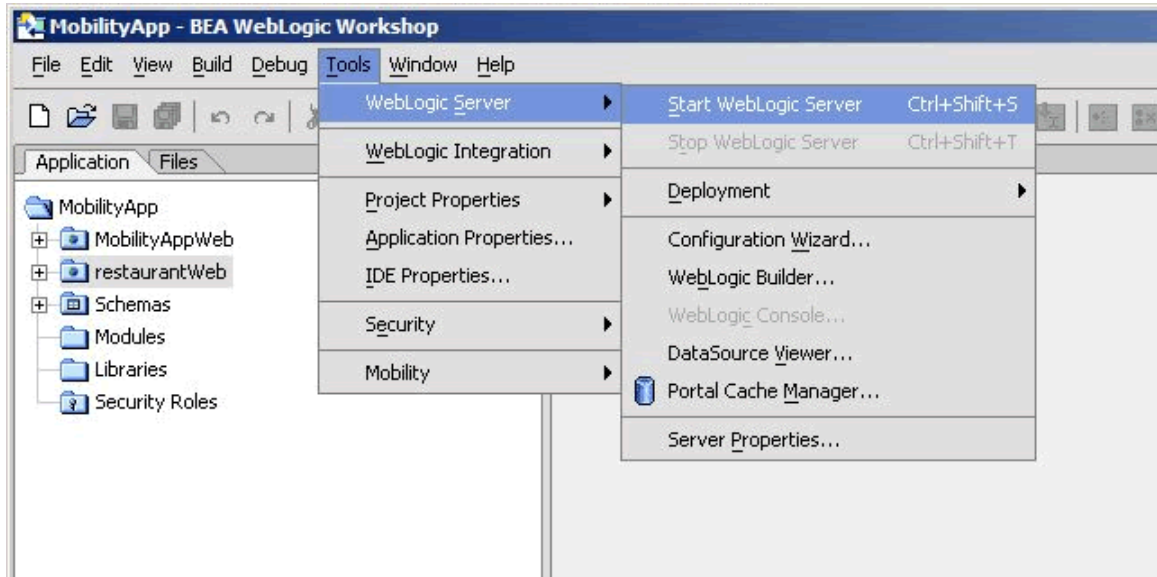 MobilityApp - BEA WebLogic Workshop
File Edit View Build Debug Tools Window Help
WebLogic Server
Start WebLogic Server Ctrl+Shift+S
Stop WebLogic Server Ctrl+Shift+T
WebLogic Integration
Application Files
Project Properties
Deployment
MobilityApp
MobilityAppWeb
Application Properties...
Configuration Wizard...
restaurantWeb
IDE Properties...
WebLogic Builder...
Schemas
Security
WebLogic Console...
Modules
DataSource Viewer...
Libraries
Mobility
Portal Cache Manager...
Security Roles
Server Properties...